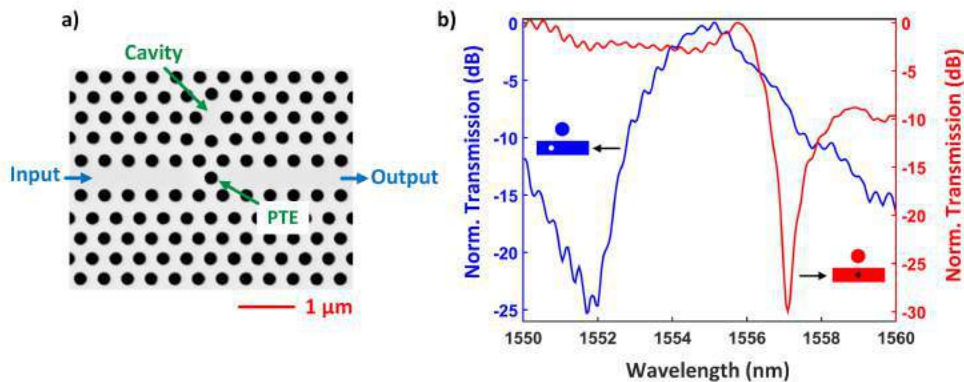 a)
Cavity
Input
Output
PTE
1 μm
b)
Norm. Transmission (dB)
0
-5
-10
-15
-20
-25
0
-5
-10
-15
-20
-25
-30
Norm. Transmission (dB)
1550 1552 1554 1556 1558 1560
Wavelength (nm)